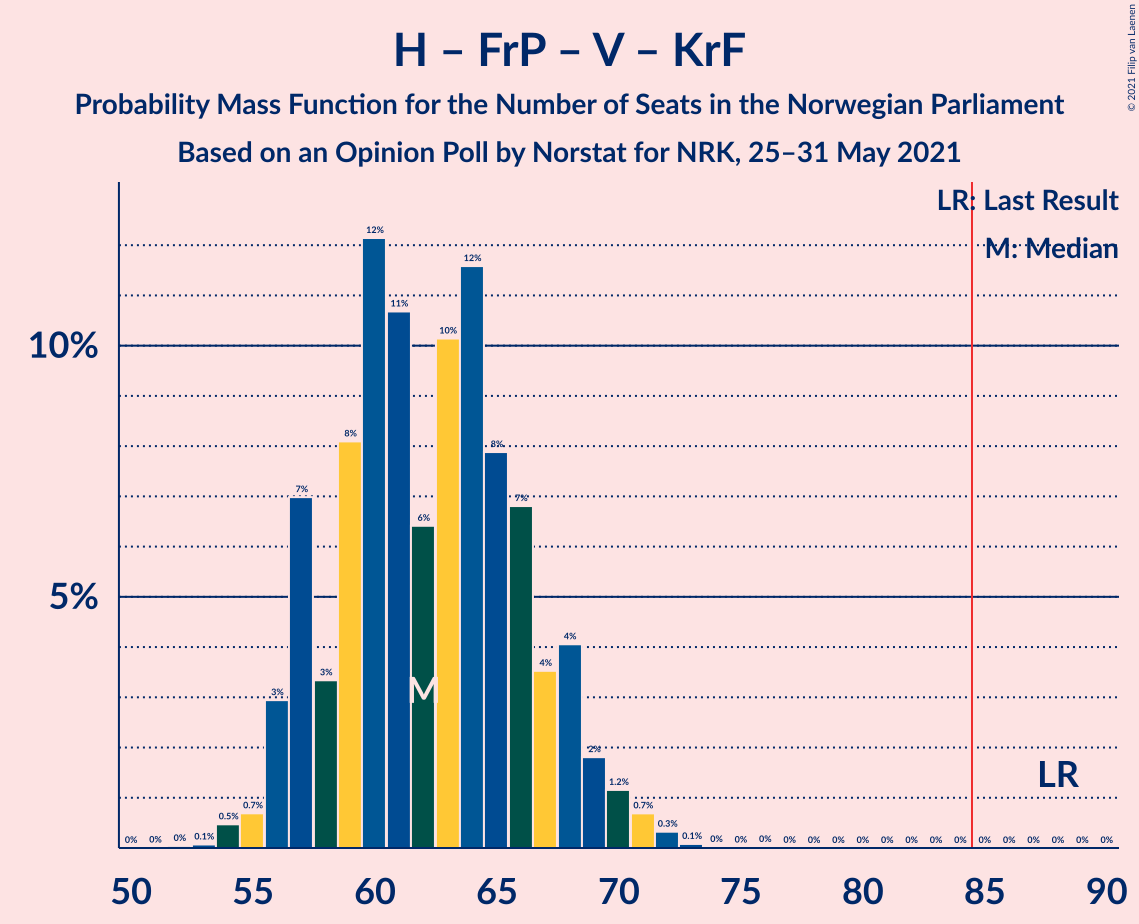 © 2021 Filip van Laenen
H – FrP – V – KrF
Probability Mass Function for the Number of Seats in the Norwegian Parliament
Based on an Opinion Poll by Norstat for NRK, 25–31 May 2021
LR: Last Result
M: Median
12%
12%
11%
10%
10%
8%
8%
7%
7%
6%
5%
4%
4%
3%
3%
M
2%
LR
1.2%
0.7%
0.7%
0.5%
0.3%
0% 0% 0% 0.1% 0.1% 0% 0% 0% 0% 0% 0% 0% 0% 0% 0% 0% 0% 0% 0% 0% 0% 0%
50 55 60 65 70 75 80 85 90